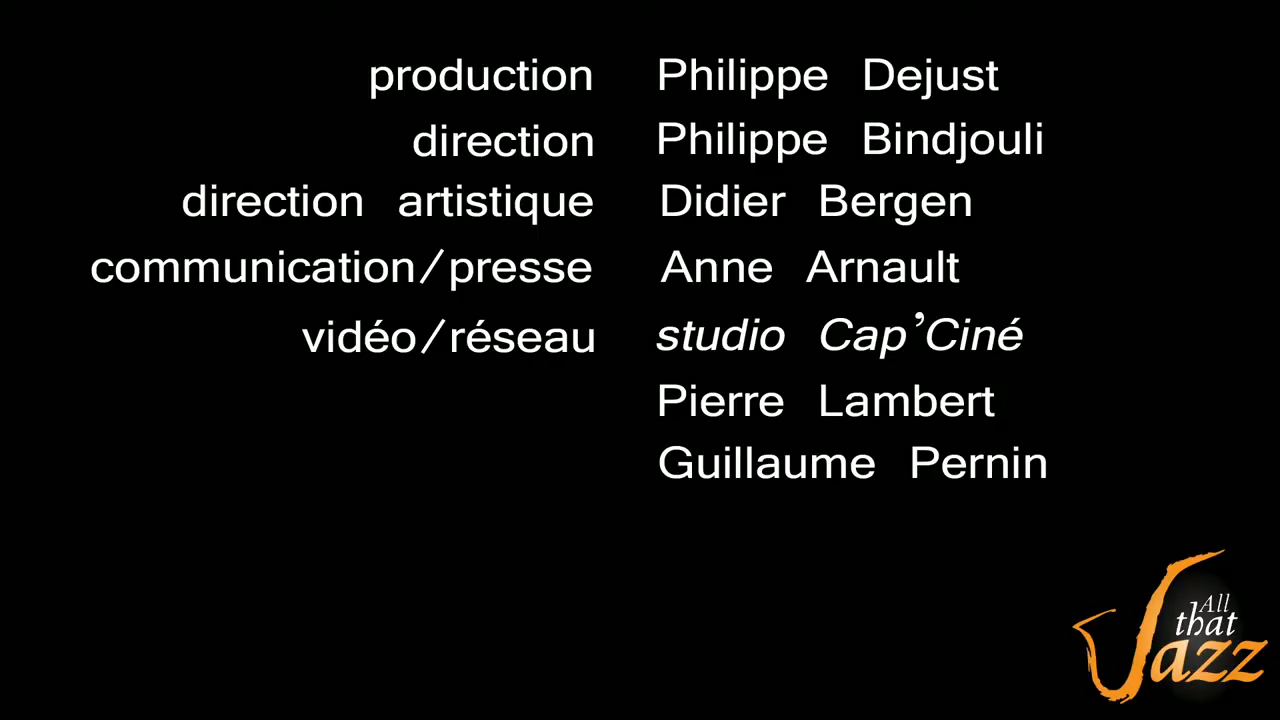 production Philippe Dejust
direction Philippe Bindjouli
direction artistique Didier Bergen
communication/presse Anne Arnault
vidéo/réseau studio Cap’Ciné
Pierre Lambert
Guillaume Pernin
All
that
Jazz